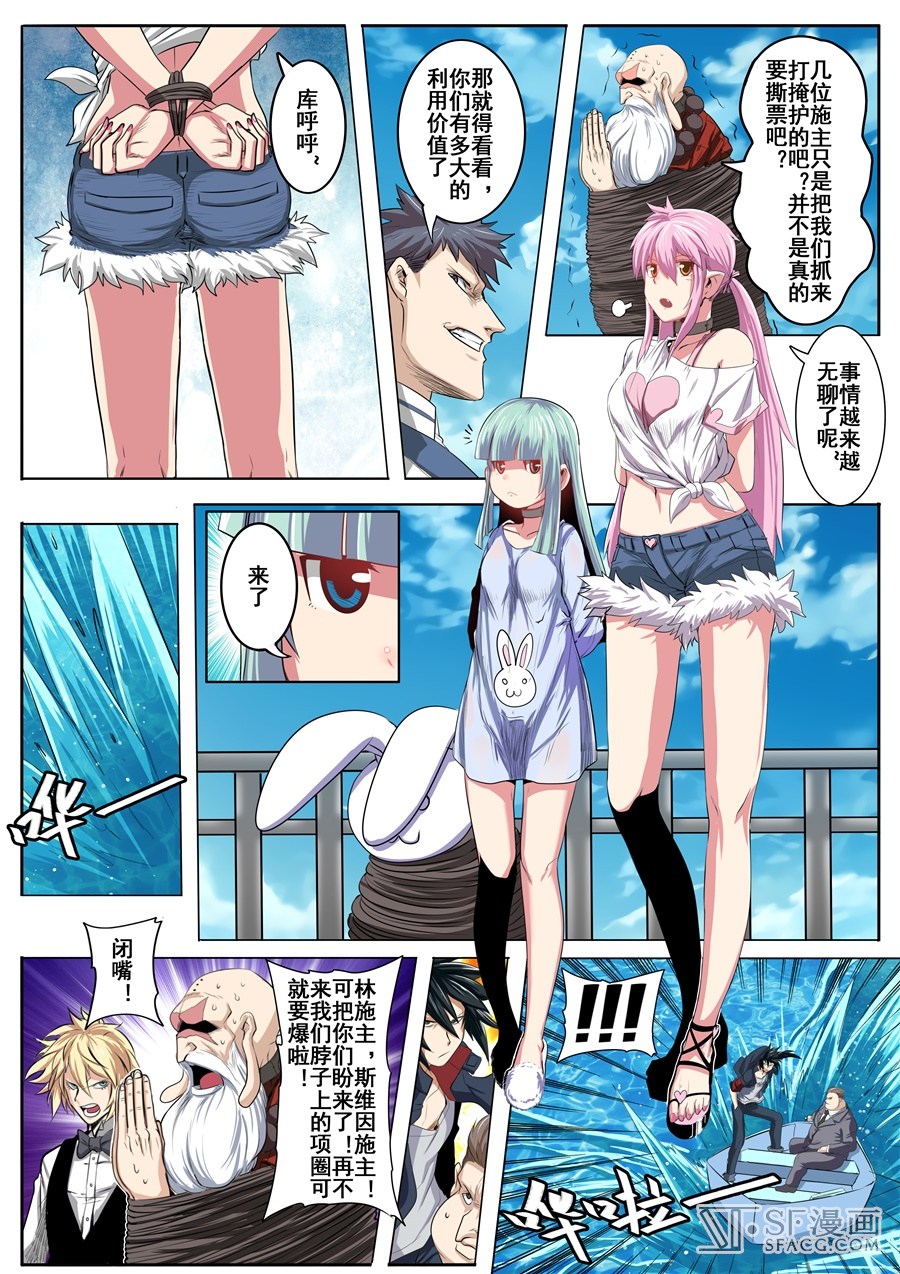 几位施主只是把我们抓来
打掩护的吧？并不是真的
要撕票吧？
那就得看看，
你们有多大的
利用价值了
库呼呼~
事情越来越
无聊了呢~
来了
哗——
!!!
哗啦——
林施主，斯维因施主！
可把你们盼来了！再不
来我们脖子上的项圈可
就要爆啦！
闭嘴！
SF漫画
SFACG.COM